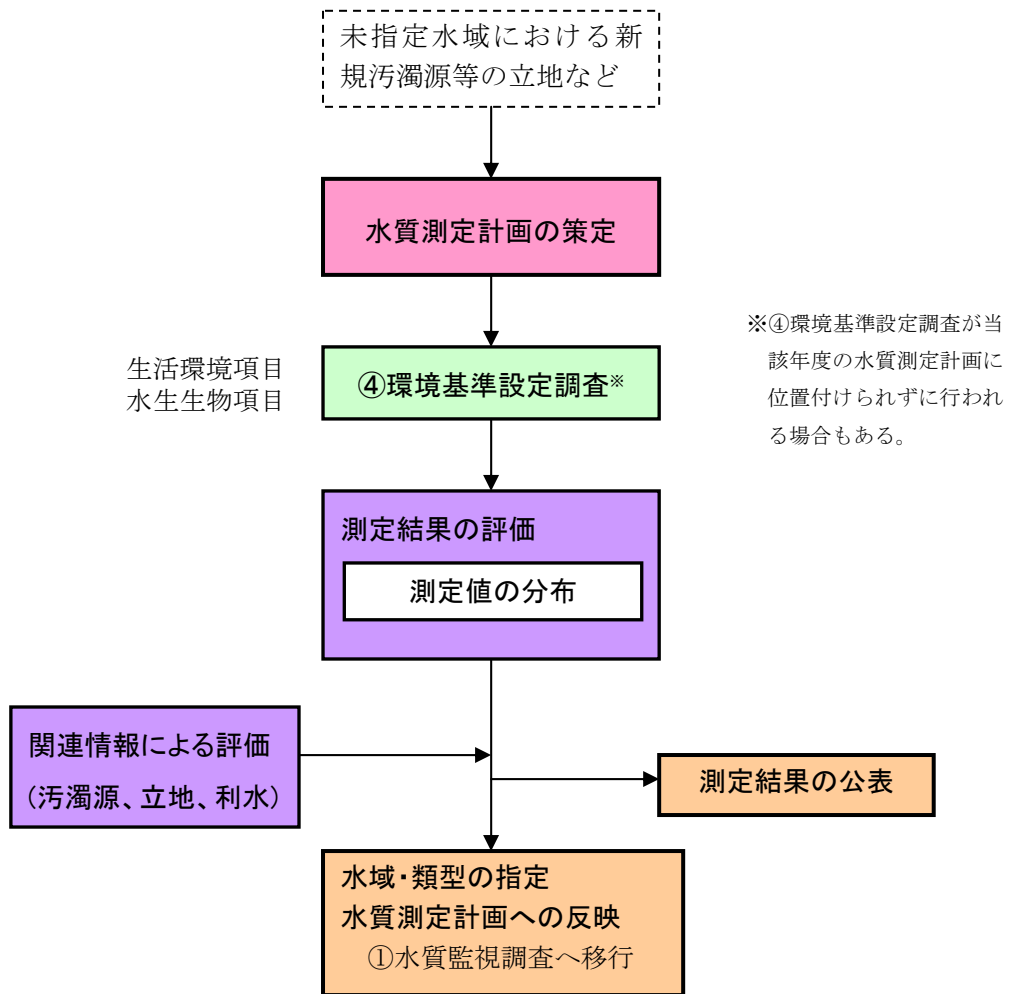 未指定水域における新
規汚濁源等の立地など
水質測定計画の策定
生活環境項目
水生生物項目
④環境基準設定調査※
※④環境基準設定調査が当
該年度の水質測定計画に
位置付けられずに行われ
る場合もある。
測定結果の評価
測定値の分布
関連情報による評価
(汚濁源、立地、利水)
測定結果の公表
水域・類型の指定
水質測定計画への反映
①水質監視調査へ移行